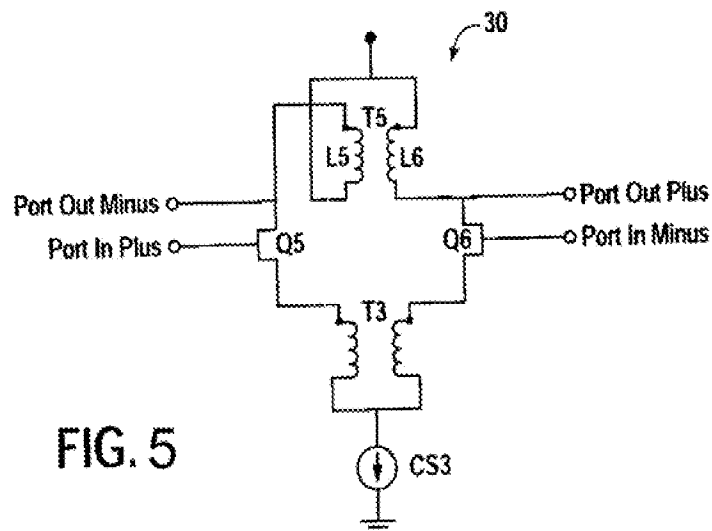 30
T5
L5
L6
Port Out Minus
Port Out Plus
Port In Plus
Q5
Q6
Port In Minus
T3
FIG. 5
CS3